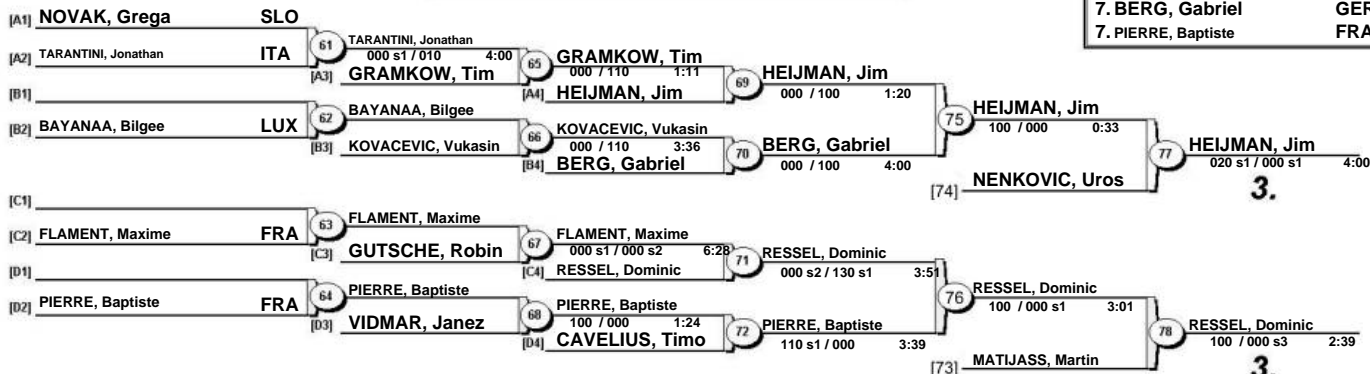 7. BERG, Gabriel GER
7. PIERRE, Baptiste FRA
[A1] NOVAK, Grega SLO
[A2] TARANTINI, Jonathan ITA
61
TARANTINI, Jonathan
000 s1 / 010 4:00
[A3] GRAMKOW, Tim
65
GRAMKOW, Tim
000 / 110 1:11
[A4] HEIJMAN, Jim
69
HEIJMAN, Jim
000 / 100 1:20
[B1]
[B2] BAYANAA, Bilgee LUX
62
BAYANAA, Bilgee
[B3] KOVACEVIC, Vukasin
66
KOVACEVIC, Vukasin
000 / 110 3:36
[B4] BERG, Gabriel
70
BERG, Gabriel
000 / 100 4:00
75
HEIJMAN, Jim
100 / 000 0:33
[74] NENKOVIC, Uros
77
HEIJMAN, Jim
020 s1 / 000 s1 4:00
3.
[C1]
[C2] FLAMENT, Maxime FRA
63
FLAMENT, Maxime
[C3] GUTSCHE, Robin
67
FLAMENT, Maxime
000 s1 / 000 s2 6:28
[C4] RESSEL, Dominic
71
RESSEL, Dominic
000 s2 / 130 s1 3:51
[D1]
[D2] PIERRE, Baptiste FRA
64
PIERRE, Baptiste
[D3] VIDMAR, Janez
68
PIERRE, Baptiste
100 / 000 1:24
[D4] CAVELIUS, Timo
72
PIERRE, Baptiste
110 s1 / 000 3:39
76
RESSEL, Dominic
100 / 000 s1 3:01
[73] MATIJASS, Martin
78
RESSEL, Dominic
100 / 000 s3 2:39
3.